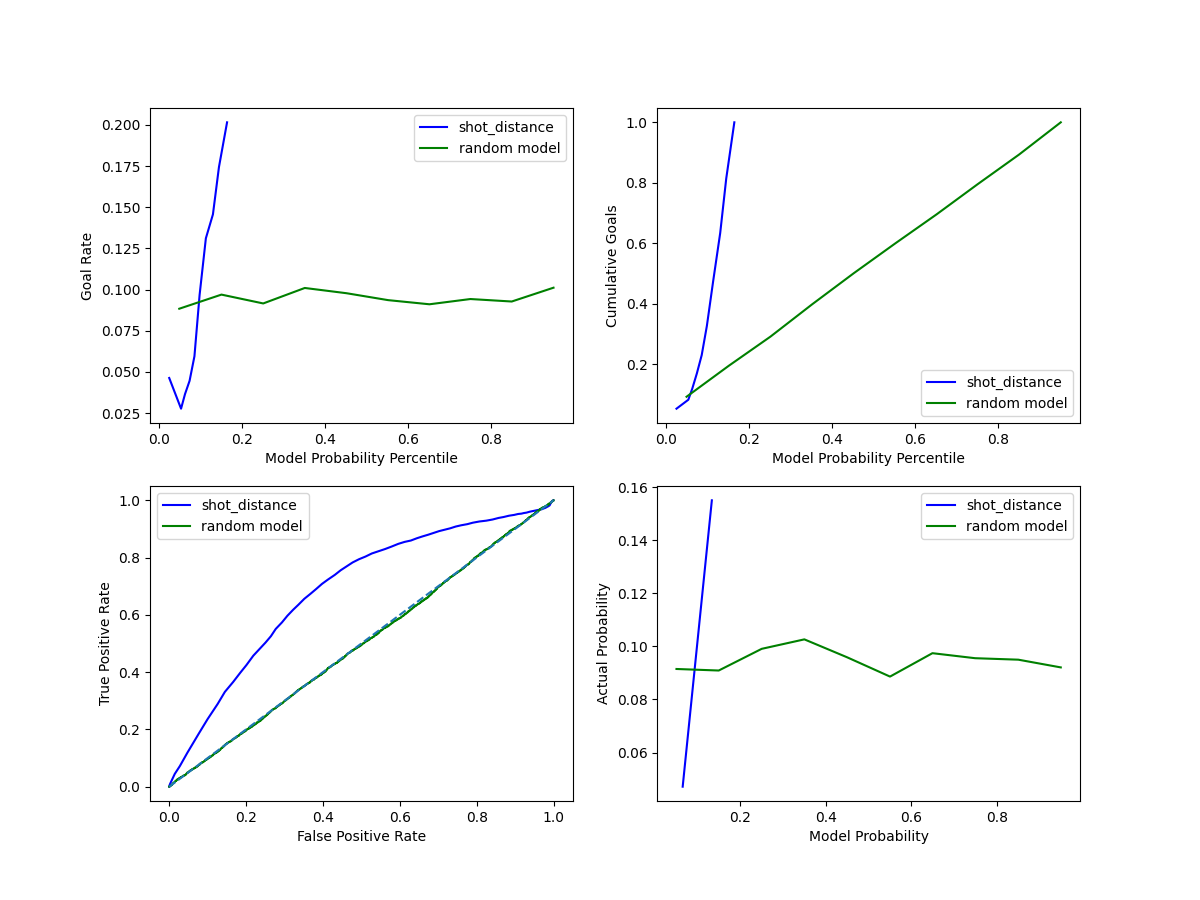 0.200
0.175
0.150
0.125
0.100
0.075
0.050
0.025
Goal Rate
shot_distance
random model
0.0 0.2 0.4 0.6 0.8
Model Probability Percentile
1.0
0.8
0.6
0.4
0.2
Cumulative Goals
shot_distance
random model
0.0 0.2 0.4 0.6 0.8
Model Probability Percentile
1.0
0.8
0.6
0.4
0.2
0.0
True Positive Rate
shot_distance
random model
0.0 0.2 0.4 0.6 0.8 1.0
False Positive Rate
0.16
0.14
0.12
0.10
0.08
0.06
Actual Probability
shot_distance
random model
0.2 0.4 0.6 0.8
Model Probability